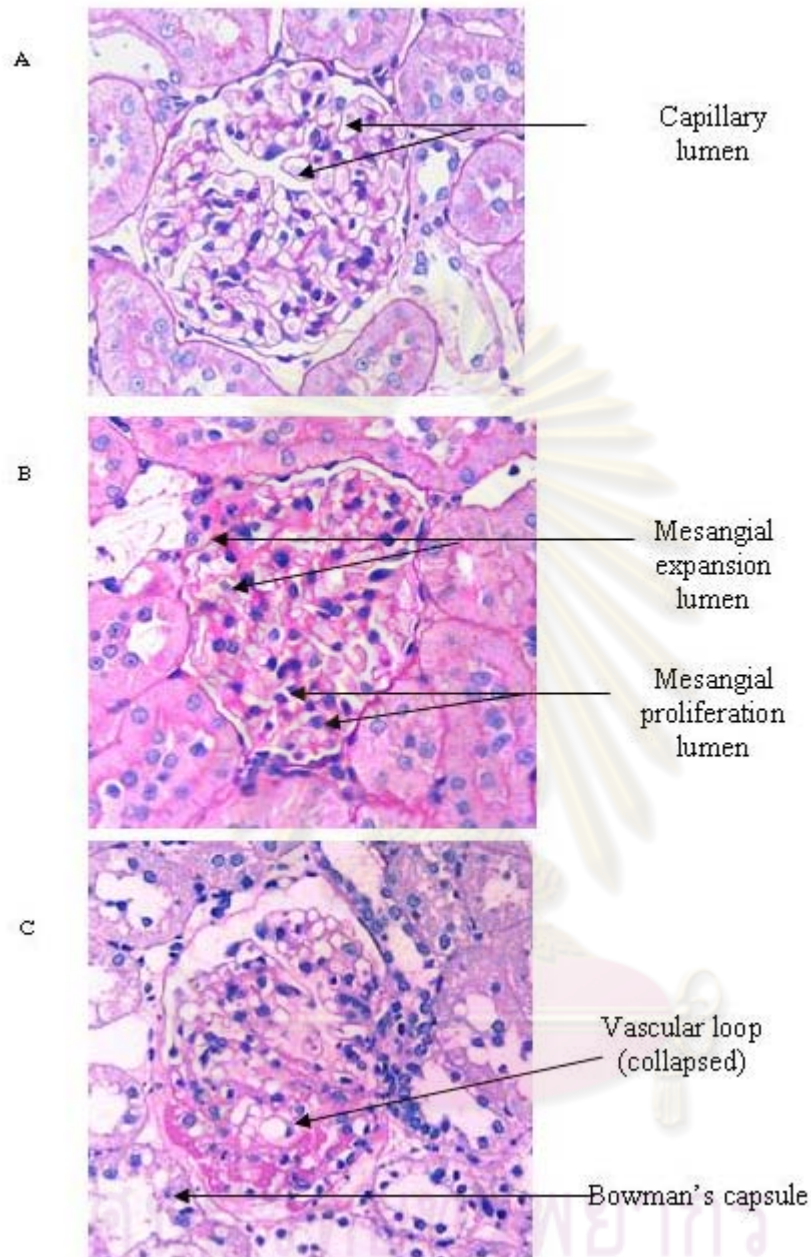 A
Capillary
lumen
B
Mesangial
expansion
lumen
Mesangial
proliferation
lumen
C
Vascular loop
(collapsed)
Bowman's capsule